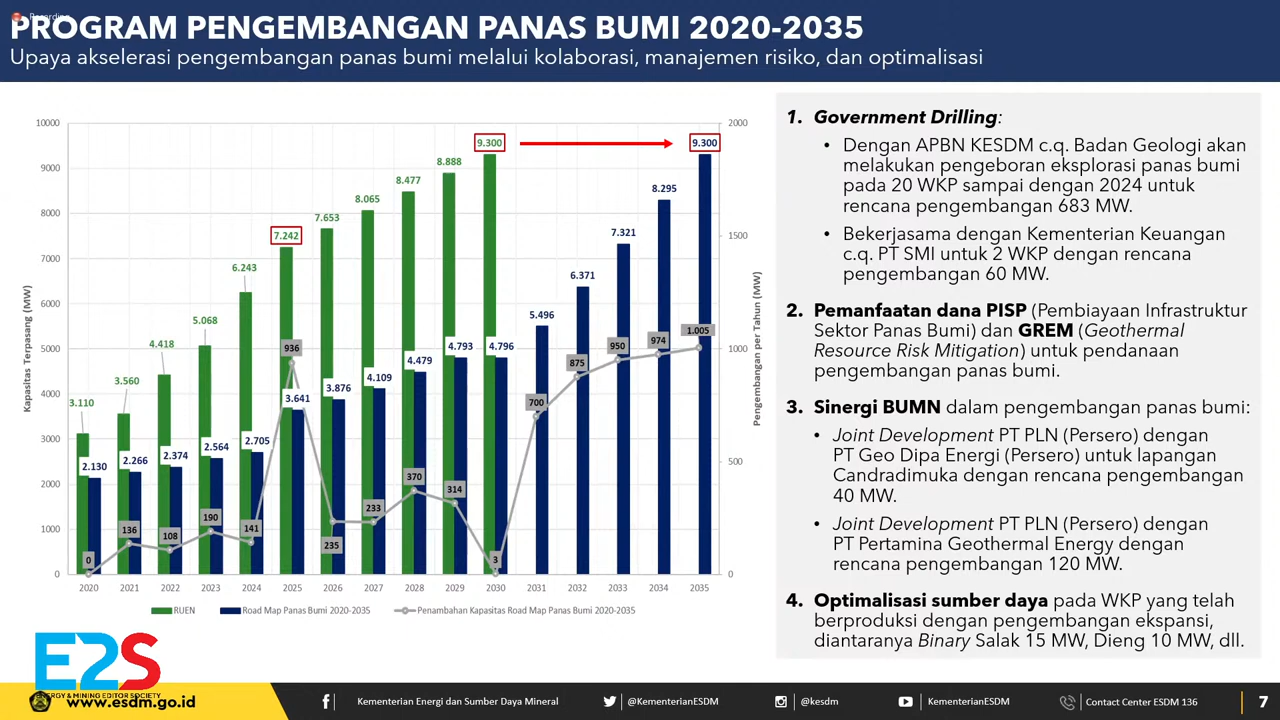 Recording
PROGRAM PENGEMBANGAN PANAS BUMI 2020-2035
Upaya akselerasi pengembangan panas bumi melalui kolaborasi, manajemen risiko, dan optimalisasi
Kapasitas Terpasang (MW)
10000
9000
8000
7000
6000
5000
4000
3000
2000
1000
0
3.110
3.560
4.418
5.068
6.243
7.242
7.653
8.065
8.477
8.888
9.300
9.300
2.130
2.266
2.374
2.564
2.705
3.641
3.876
4.109
4.479
4.793
4.796
5.496
6.371
7.321
8.295
0
136
108
190
141
936
235
233
370
314
3
700
875
950
974
1.005
2020 2021 2022 2023 2024 2025 2026 2027 2028 2029 2030 2031 2032 2033 2034 2035
2000
1500
1000
500
0
Pengembangan per Tahun (MW)
RUEN Road Map Panas Bumi 2020-2035 Penambahan Kapasitas Road Map Panas Bumi 2020-2035
1. Government Drilling:
• Dengan APBN KESDM c.q. Badan Geologi akan
melakukan pengeboran eksplorasi panas bumi
pada 20 WKP sampai dengan 2024 untuk
rencana pengembangan 683 MW.
• Bekerjasama dengan Kementerian Keuangan
c.q. PT SMI untuk 2 WKP dengan rencana
pengembangan 60 MW.
2. Pemanfaatan dana PISP (Pembiayaan Infrastruktur
Sektor Panas Bumi) dan GREM (Geothermal
Resource Risk Mitigation) untuk pendanaan
pengembangan panas bumi.
3. Sinergi BUMN dalam pengembangan panas bumi:
• Joint Development PT PLN (Persero) dengan
PT Geo Dipa Energi (Persero) untuk lapangan
Candradimuka dengan rencana pengembangan
40 MW.
• Joint Development PT PLN (Persero) dengan
PT Pertamina Geothermal Energy dengan
rencana pengembangan 120 MW.
4. Optimalisasi sumber daya pada WKP yang telah
berproduksi dengan pengembangan ekspansi,
diantaranya Binary Salak 15 MW, Dieng 10 MW, dll.
E2S
ENERGY & MINING EDITOR SOCIETY
www.esdm.go.id
Kementerian Energi dan Sumber Daya Mineral
@KementerianESDM
@kesdm
KementerianESDM
Contact Center ESDM 136
7